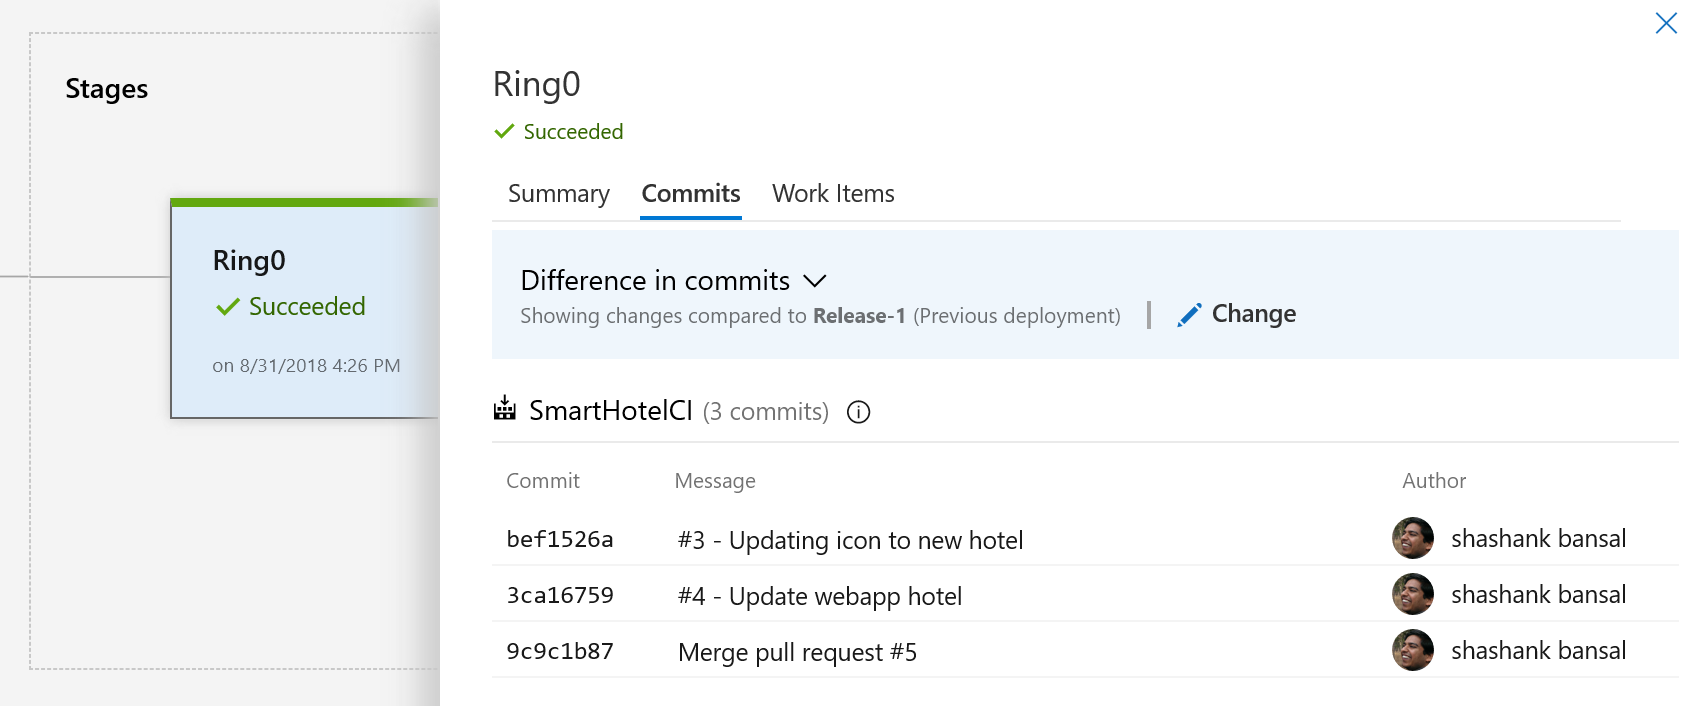 Stages
Ring0
Succeeded
on 8/31/2018 4:26 PM
Ring0
Succeeded
Summary Commits Work Items
Difference in commits
Showing changes compared to Release-1 (Previous deployment) | Change
SmartHotelCI (3 commits)
Commit Message Author
bef1526a #3 - Updating icon to new hotel shashank bansal
3ca16759 #4 - Update webapp hotel shashank bansal
9c9c1b87 Merge pull request #5 shashank bansal